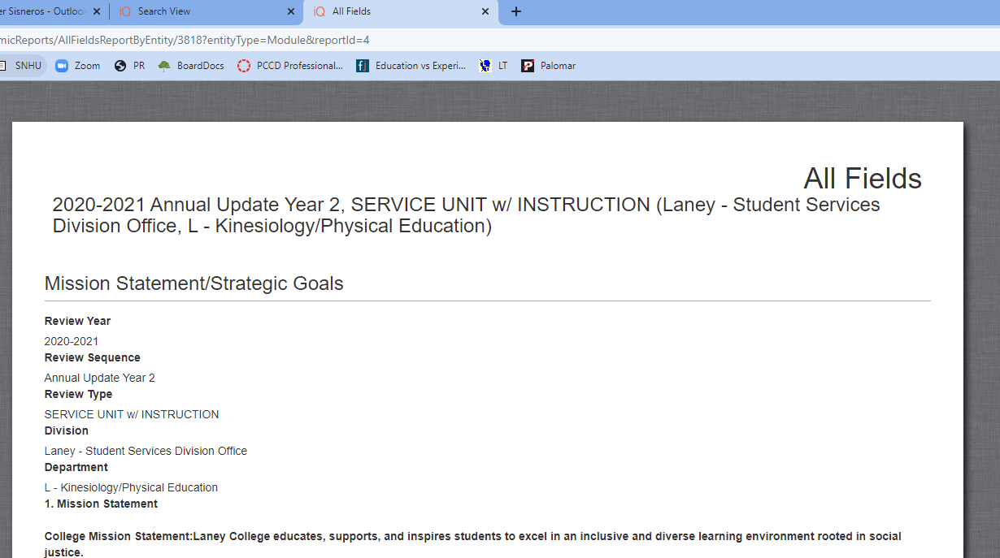 er Sisneros - Outloo
Search View
All Fields
micReports/AllFieldsReportByEntity/3818?entityType=Module&reportId=4
SNHU
Zoom
PR
BoardDocs
PCCD Professional...
Education vs Experi...
LT
Palomar
All Fields
2020-2021 Annual Update Year 2, SERVICE UNIT w/ INSTRUCTION (Laney - Student Services
Division Office, L - Kinesiology/Physical Education)
Mission Statement/Strategic Goals
Review Year
2020-2021
Review Sequence
Annual Update Year 2
Review Type
SERVICE UNIT w/ INSTRUCTION
Division
Laney - Student Services Division Office
Department
L - Kinesiology/Physical Education
1. Mission Statement
College Mission Statement:Laney College educates, supports, and inspires students to excel in an inclusive and diverse learning environment rooted in social
justice.